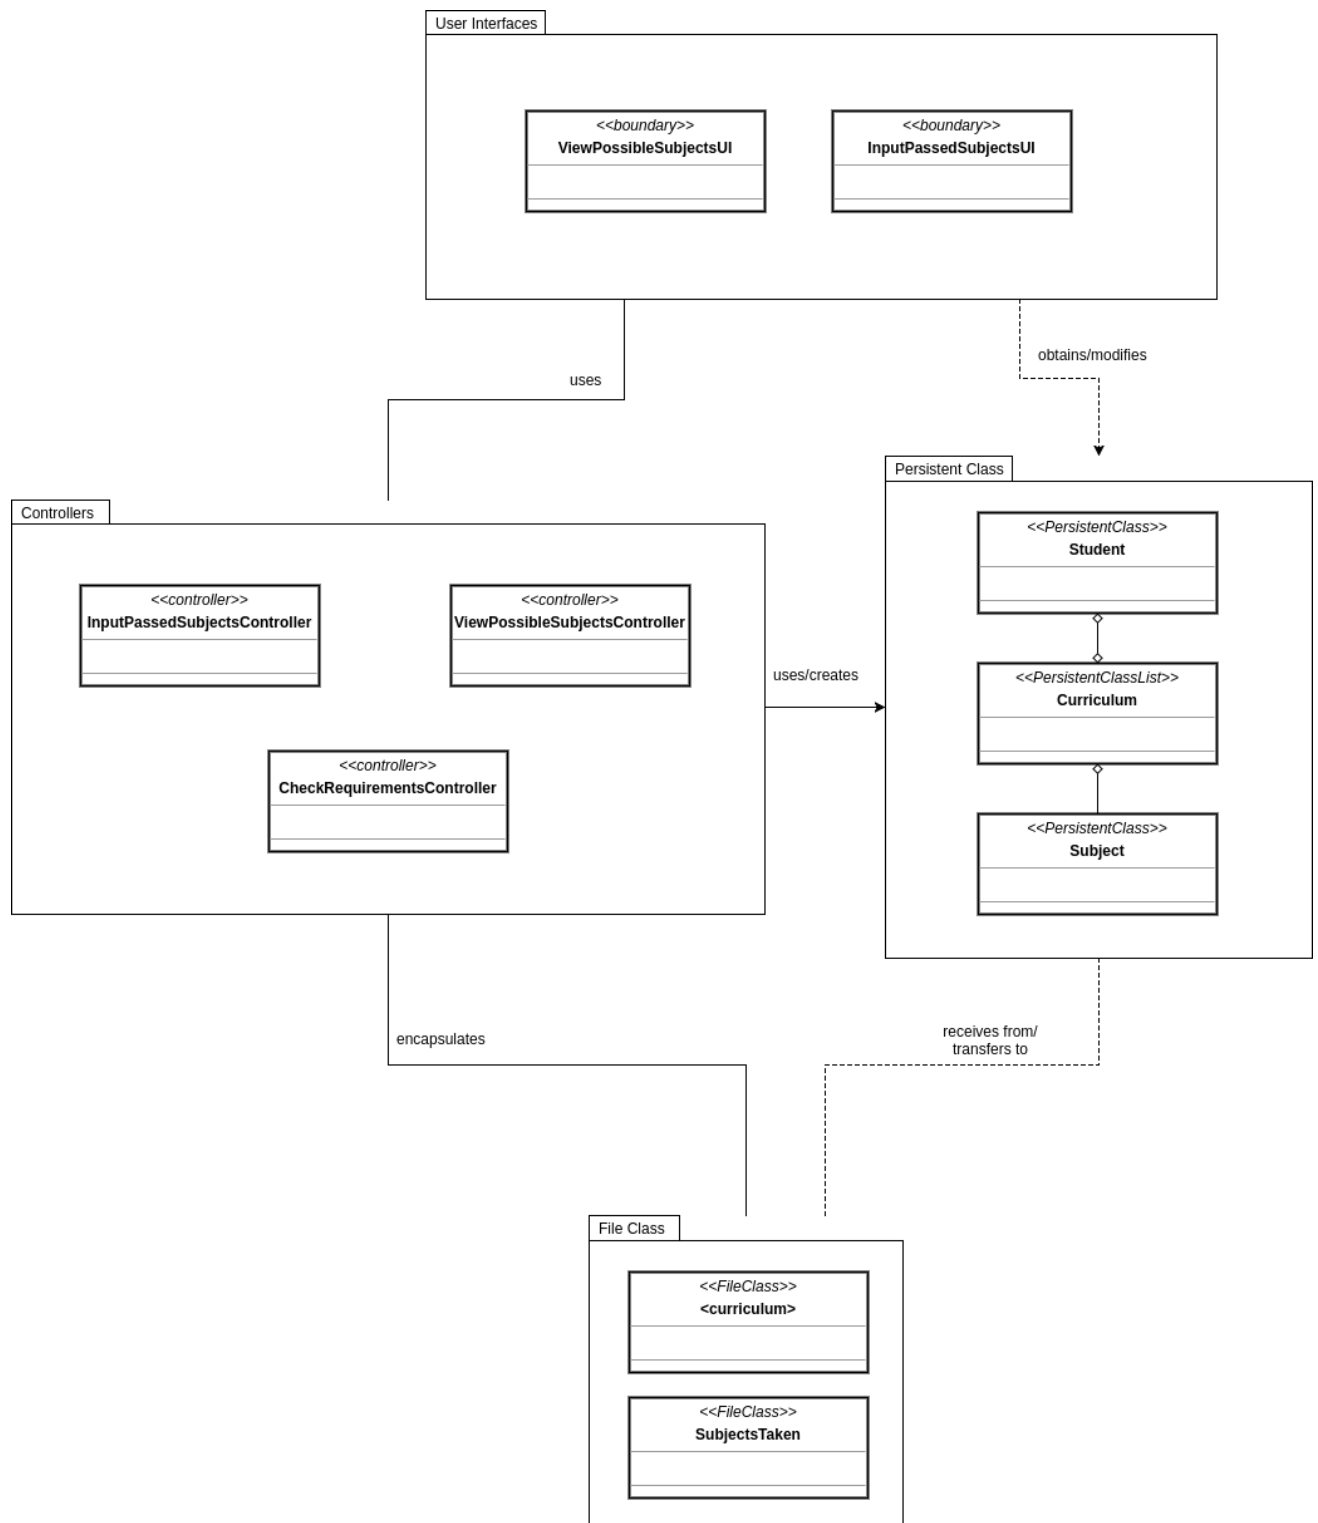 User Interfaces
<<boundary>>
ViewPossibleSubjectsUI
<<boundary>>
InputPassedSubjectsUI
uses
obtains/modifies
Controllers
<<controller>>
InputPassedSubjectsController
<<controller>>
ViewPossibleSubjectsController
<<controller>>
CheckRequirementsController
uses/creates
Persistent Class
<<PersistentClass>>
Student
<<PersistentClassList>>
Curriculum
<<PersistentClass>>
Subject
encapsulates
receives from/
transfers to
File Class
<<FileClass>>
<curriculum>
<<FileClass>>
SubjectsTaken